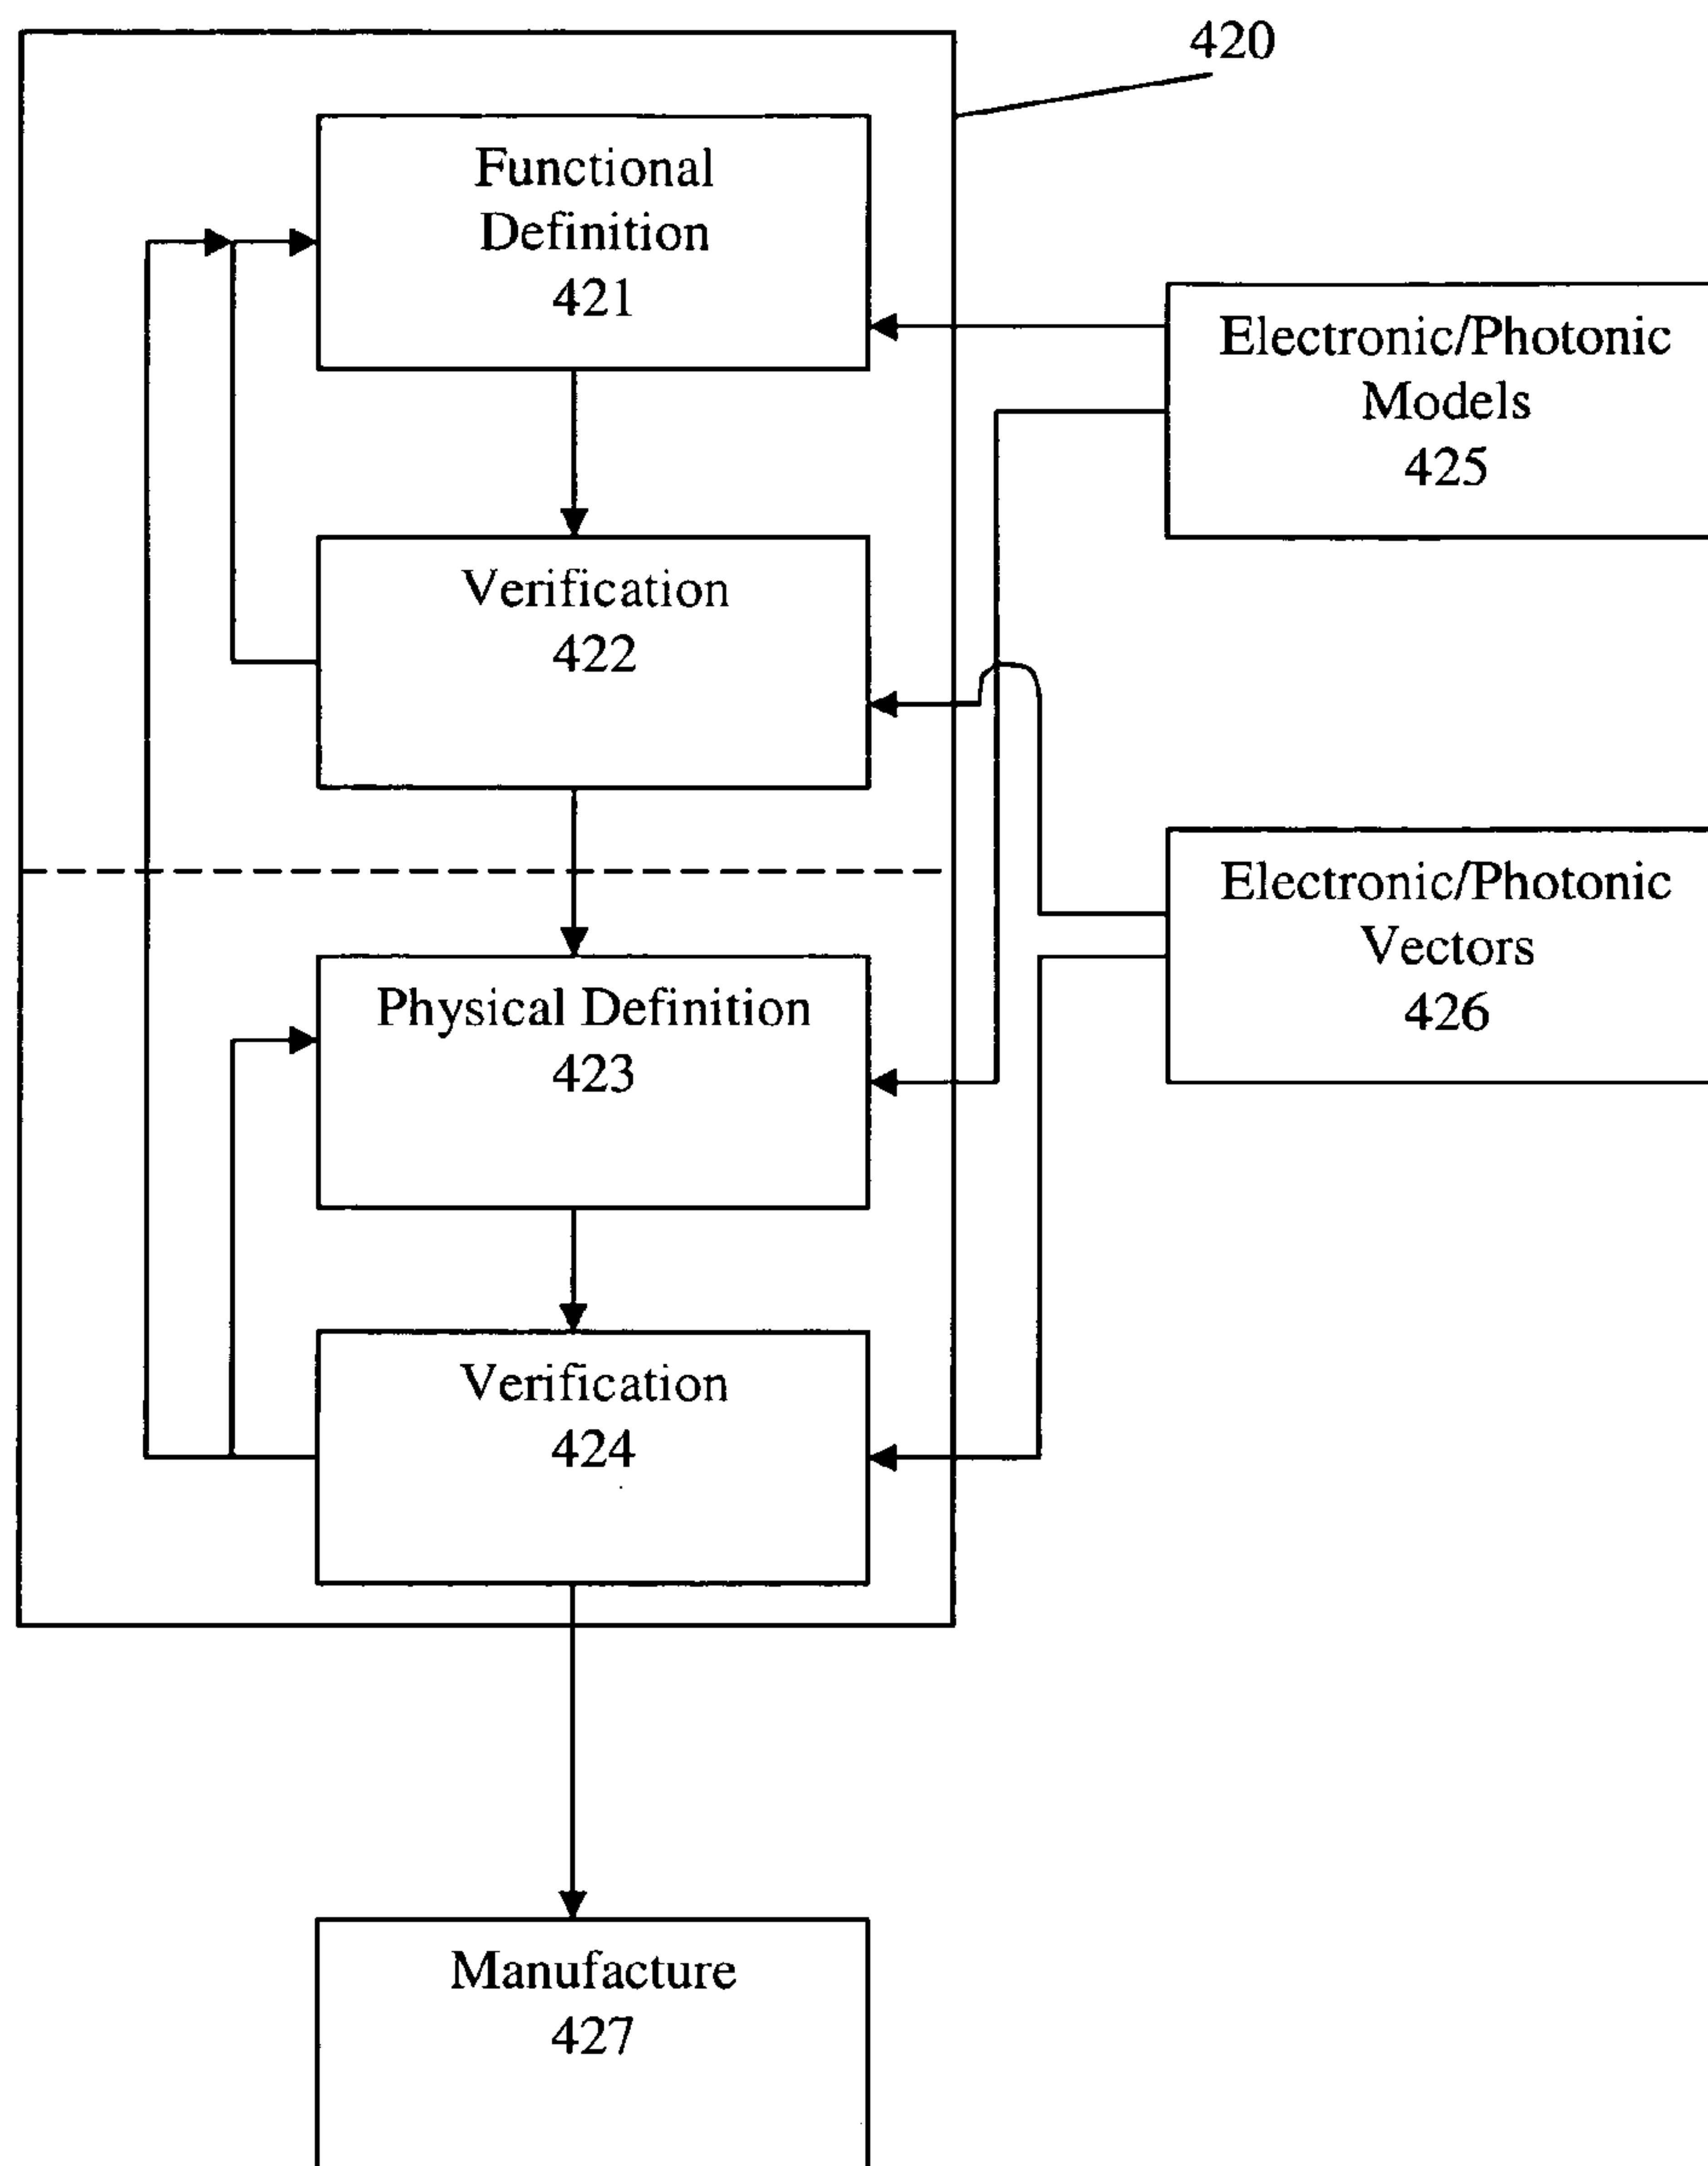 420
Functional
Definition
421
Electronic/Photonic
Models
425
Verification
422
Electronic/Photonic
Vectors
426
Physical Definition
423
Verification
424
Manufacture
427